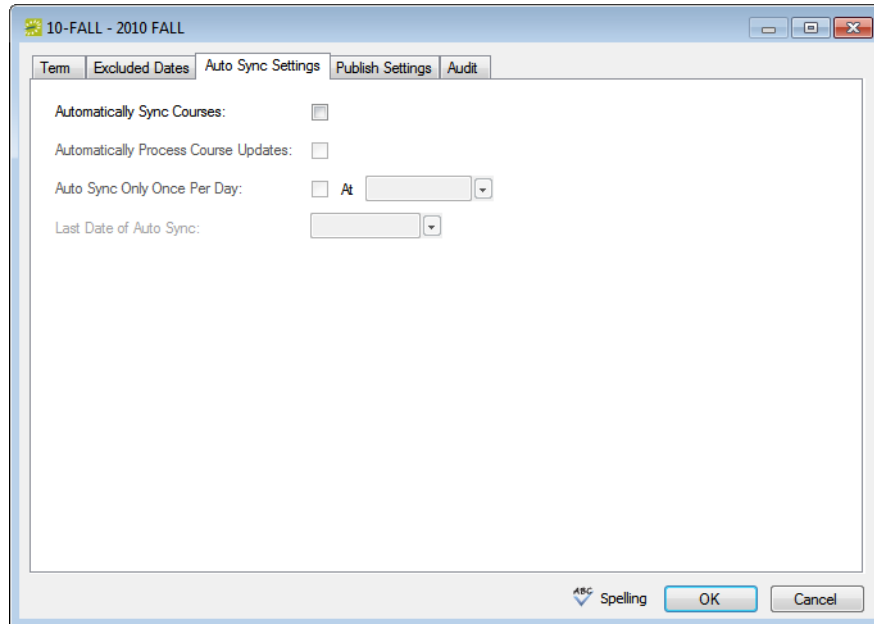 10-FALL - 2010 FALL
Term Excluded Dates Auto Sync Settings Publish Settings Audit
Automatically Sync Courses:
Automatically Process Course Updates:
Auto Sync Only Once Per Day: At
Last Date of Auto Sync:
ABC Spelling OK Cancel